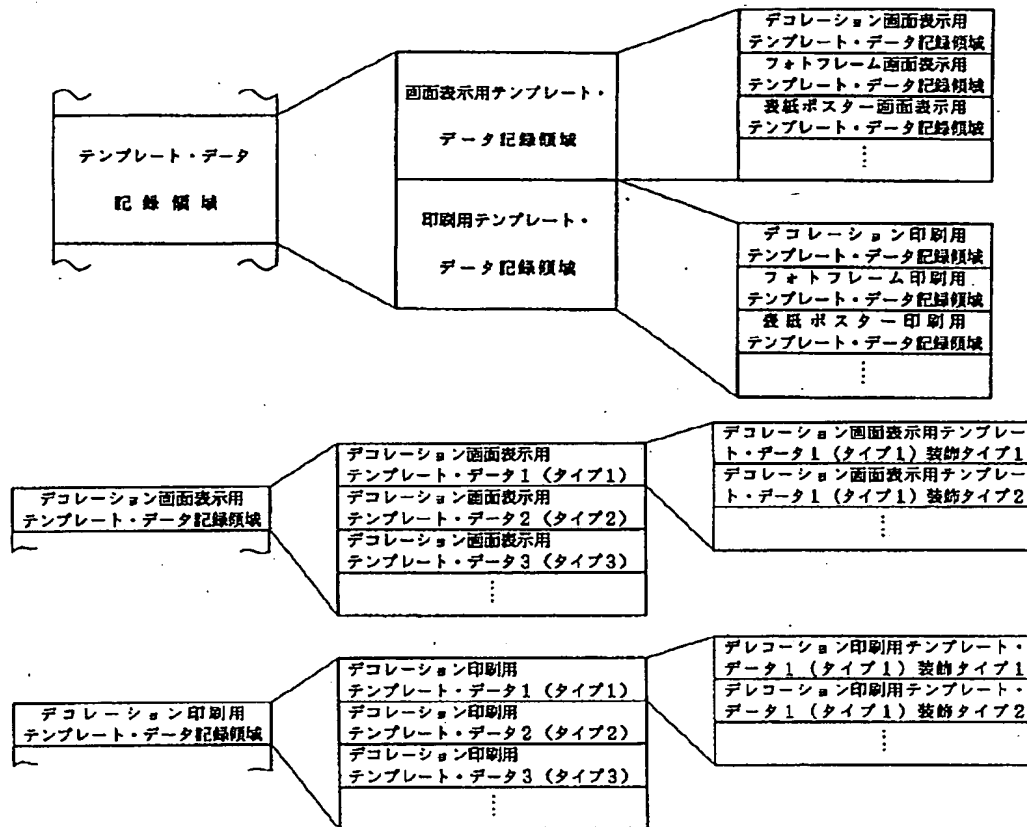 テンプレート・データ
記録領域
画面表示用テンプレート・
データ記録領域
印刷用テンプレート・
データ記録領域
デコレーション画面表示用
テンプレート・データ記録領域
フォトフレーム画面表示用
テンプレート・データ記録領域
表紙ポスター画面表示用
テンプレート・データ記録領域
⋮
デコレーション印刷用
テンプレート・データ記録領域
フォトフレーム印刷用
テンプレート・データ記録領域
表紙ポスター印刷用
テンプレート・データ記録領域
⋮
デコレーション画面表示用
テンプレート・データ記録領域
デコレーション画面表示用
テンプレート・データ1(タイプ1)
デコレーション画面表示用
テンプレート・データ2(タイプ2)
デコレーション画面表示用
テンプレート・データ3(タイプ3)
⋮
デコレーション画面表示用テンプレー
ト・データ1(タイプ1)装飾タイプ1
デコレーション画面表示用テンプレー
ト・データ1(タイプ1)装飾タイプ2
⋮
デコレーション印刷用
テンプレート・データ記録領域
デコレーション印刷用
テンプレート・データ1(タイプ1)
デコレーション印刷用
テンプレート・データ2(タイプ2)
デコレーション印刷用
テンプレート・データ3(タイプ3)
⋮
デレコーション印刷用テンプレート・
データ1(タイプ1)装飾タイプ1
デレコーション印刷用テンプレート・
データ1(タイプ1)装飾タイプ2
⋮